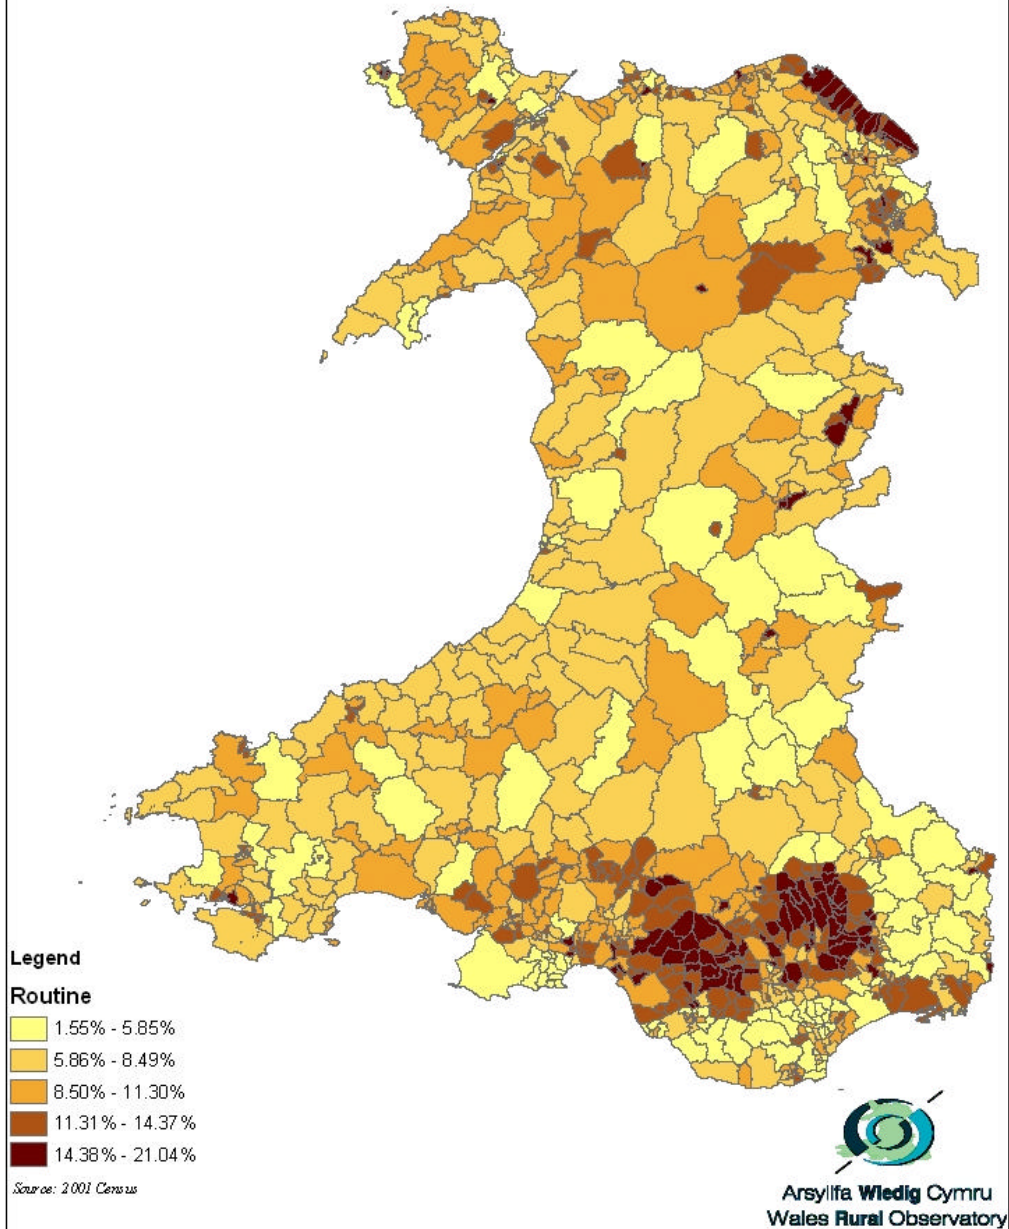 Legend
Routine
1.55% - 5.85%
5.86% - 8.49%
8.50% - 11.30%
11.31% - 14.37%
14.38% - 21.04%
Source: 2001 Census
Arsyllfa Wledig Cymru
Wales Rural Observatory